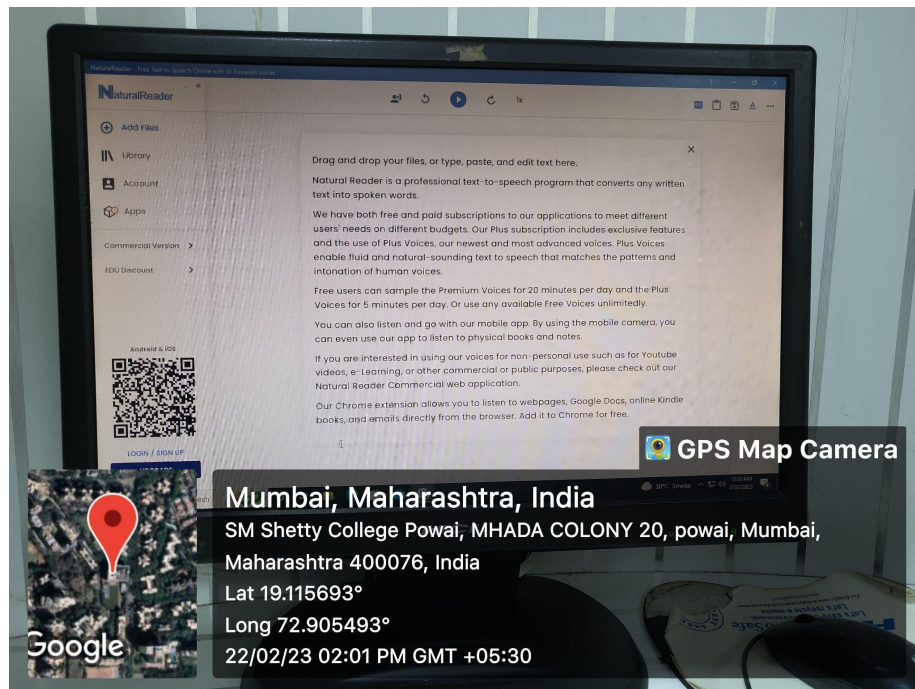 NaturalReader - Free Text to Speech Online with AI Powered Voices
NaturalReader
1x
Add Files
Library
Account
Apps
Commercial Version
EDU Discount
Android & iOS
LOGIN / SIGN UP
Drag and drop your files, or type, paste, and edit text here.
Natural Reader is a professional text-to-speech program that converts any written
text into spoken words.
We have both free and paid subscriptions to our applications to meet different
users' needs on different budgets. Our Plus subscription includes exclusive features
and the use of Plus Voices, our newest and most advanced voices. Plus Voices
enable fluid and natural-sounding text to speech that matches the patterns and
intonation of human voices.
Free users can sample the Premium Voices for 20 minutes per day and the Plus
Voices for 5 minutes per day. Or use any available Free Voices unlimitedly.
You can also listen and go with our mobile app. By using the mobile camera, you
can even use our app to listen to physical books and notes.
If you are interested in using our voices for non-personal use such as for Youtube
videos, e-Learning, or other commercial or public purposes, please check out our
Natural Reader Commercial web application.
Our Chrome extension allows you to listen to webpages, Google Docs, online Kindle
books, and emails directly from the browser. Add it to Chrome for free.
30°C Smoke
GPS Map Camera
Mumbai, Maharashtra, India
SM Shetty College Powai, MHADA COLONY 20, powai, Mumbai,
Maharashtra 400076, India
Lat 19.115693°
Long 72.905493°
22/02/23 02:01 PM GMT +05:30
Google